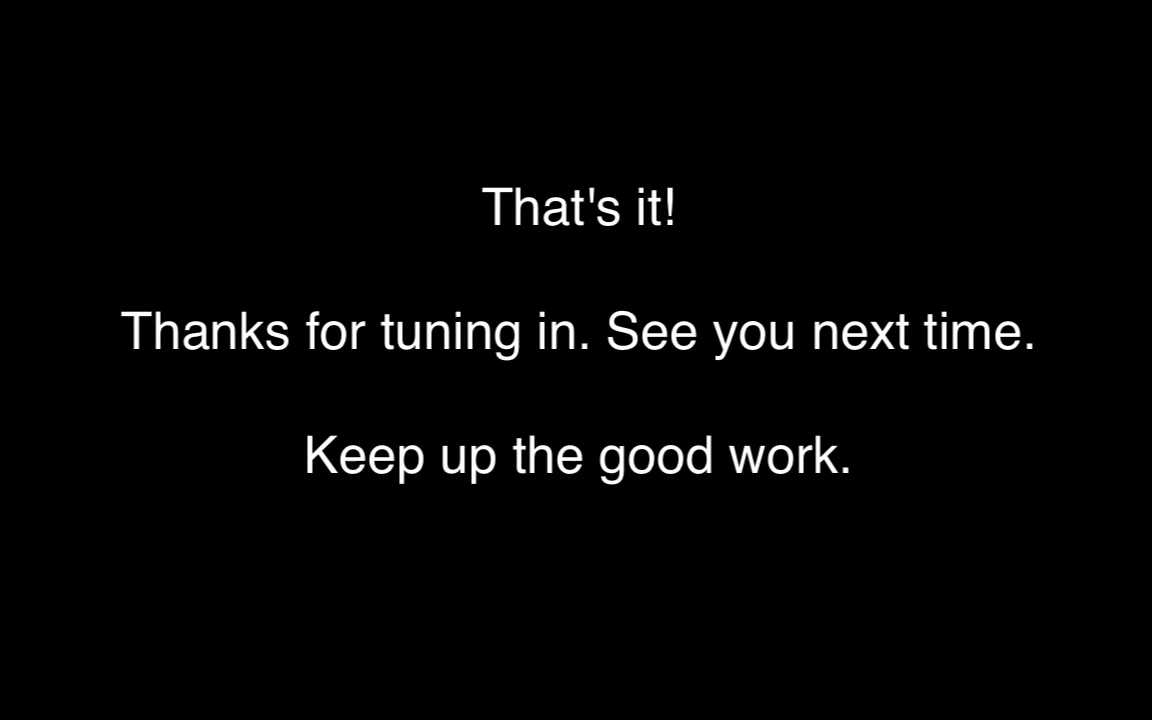 That's it!
Thanks for tuning in. See you next time.
Keep up the good work.